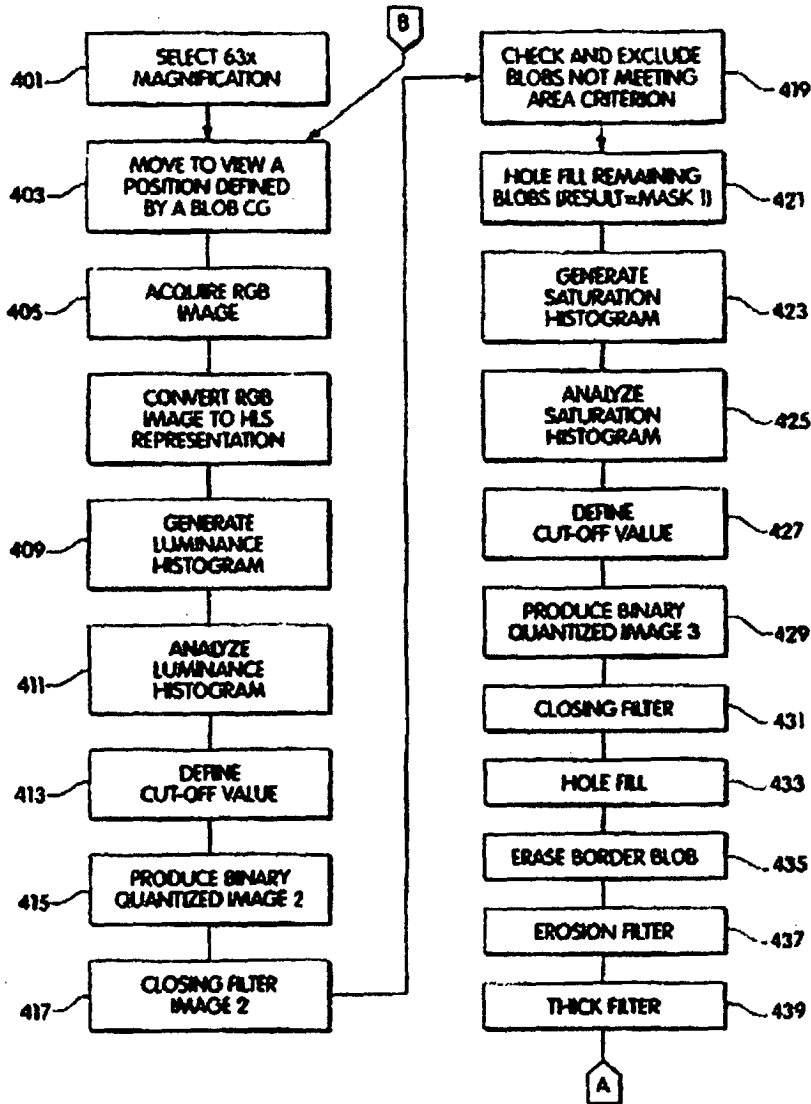 B
401
SELECT 63x
MAGNIFICATION
403
MOVE TO VIEW A
POSITION DEFINED
BY A BLOB CG
405
ACQUIRE RGB
IMAGE
CONVERT RGB
IMAGE TO HLS
REPRESENTATION
409
GENERATE
LUMINANCE
HISTOGRAM
411
ANALYZE
LUMINANCE
HISTOGRAM
413
DEFINE
CUT-OFF VALUE
415
PRODUCE BINARY
QUANTIZED IMAGE 2
417
CLOSING FILTER
IMAGE 2
CHECK AND EXCLUDE
BLOBS NOT MEETING
AREA CRITERION
419
HOLE FILL REMAINING
BLOBS (RESULT=MASK 1)
421
GENERATE
SATURATION
HISTOGRAM
423
ANALYZE
SATURATION
HISTOGRAM
425
DEFINE
CUT-OFF VALUE
427
PRODUCE BINARY
QUANTIZED IMAGE 3
429
CLOSING FILTER
431
HOLE FILL
433
ERASE BORDER BLOB
435
EROSION FILTER
437
THICK FILTER
439
A